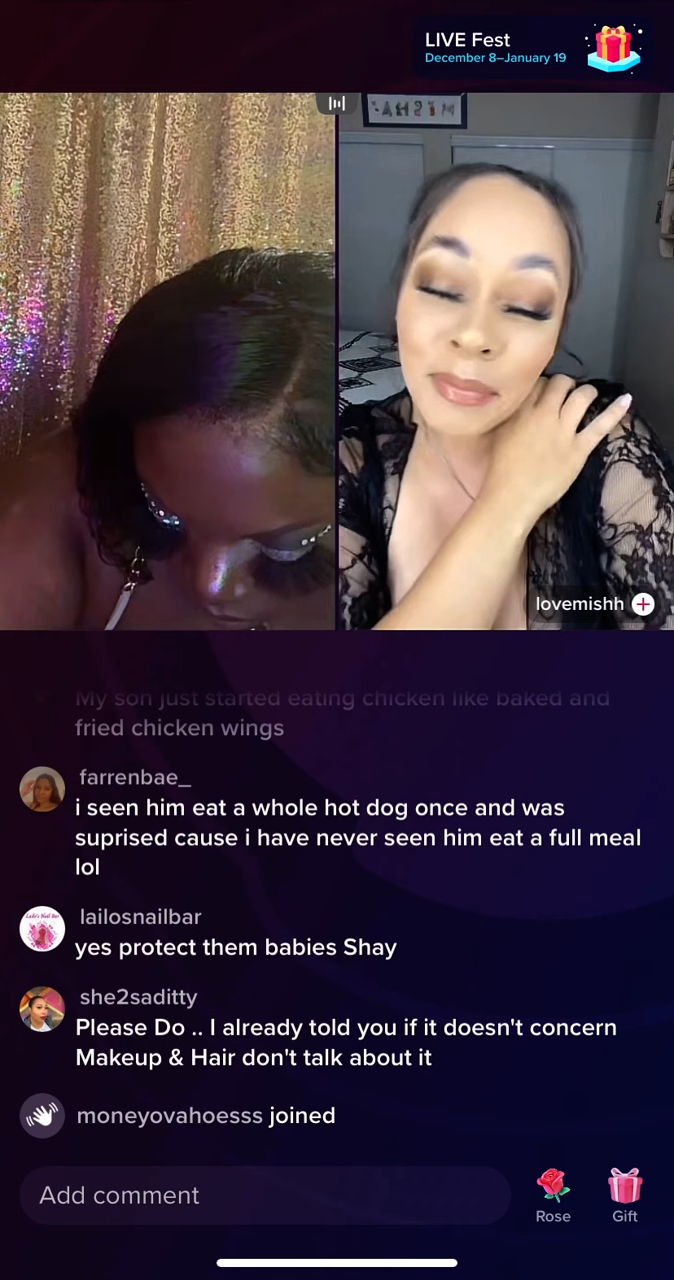 LIVE Fest
December 8–January 19
lovemishh
My son just started eating chicken like baked and
fried chicken wings
farrenbae_
i seen him eat a whole hot dog once and was
suprised cause i have never seen him eat a full meal
lol
lailosnailbar
yes protect them babies Shay
she2saditty
Please Do .. I already told you if it doesn't concern
Makeup & Hair don't talk about it
moneyovahoesss joined
Add comment
Rose
Gift